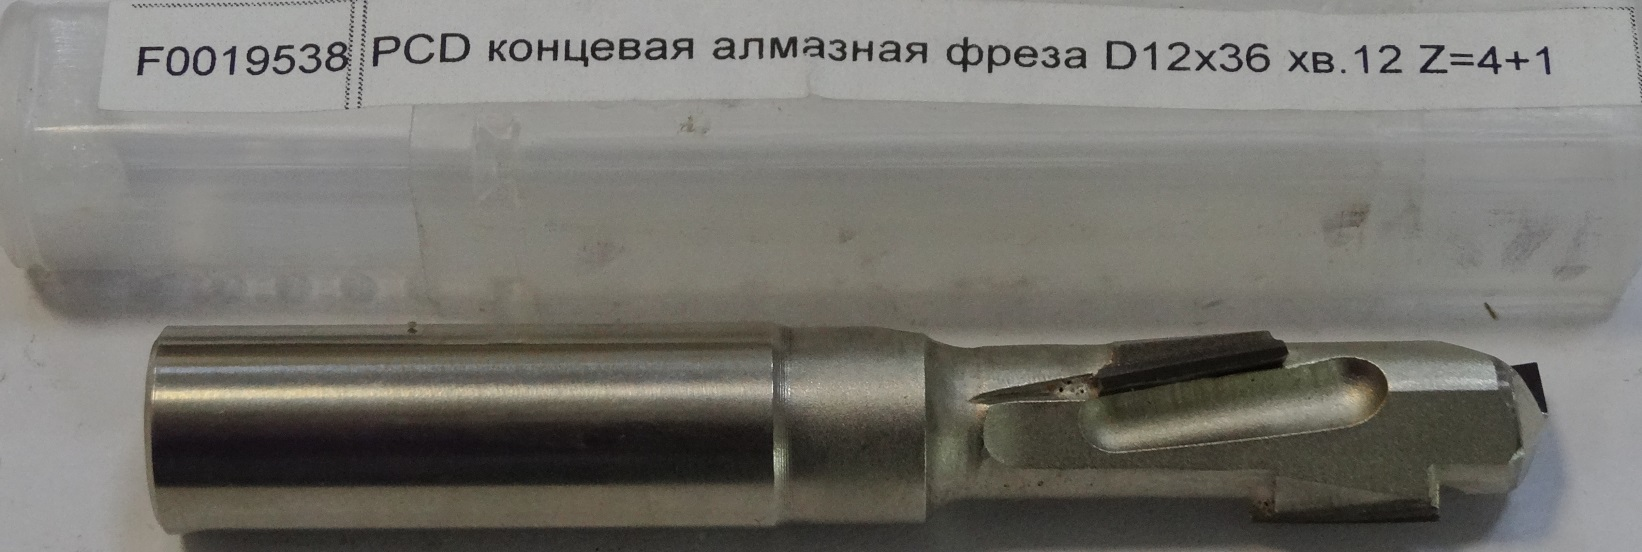 F0019538 PCD концевая алмазная фреза D12x36 хв.12 Z=4+1